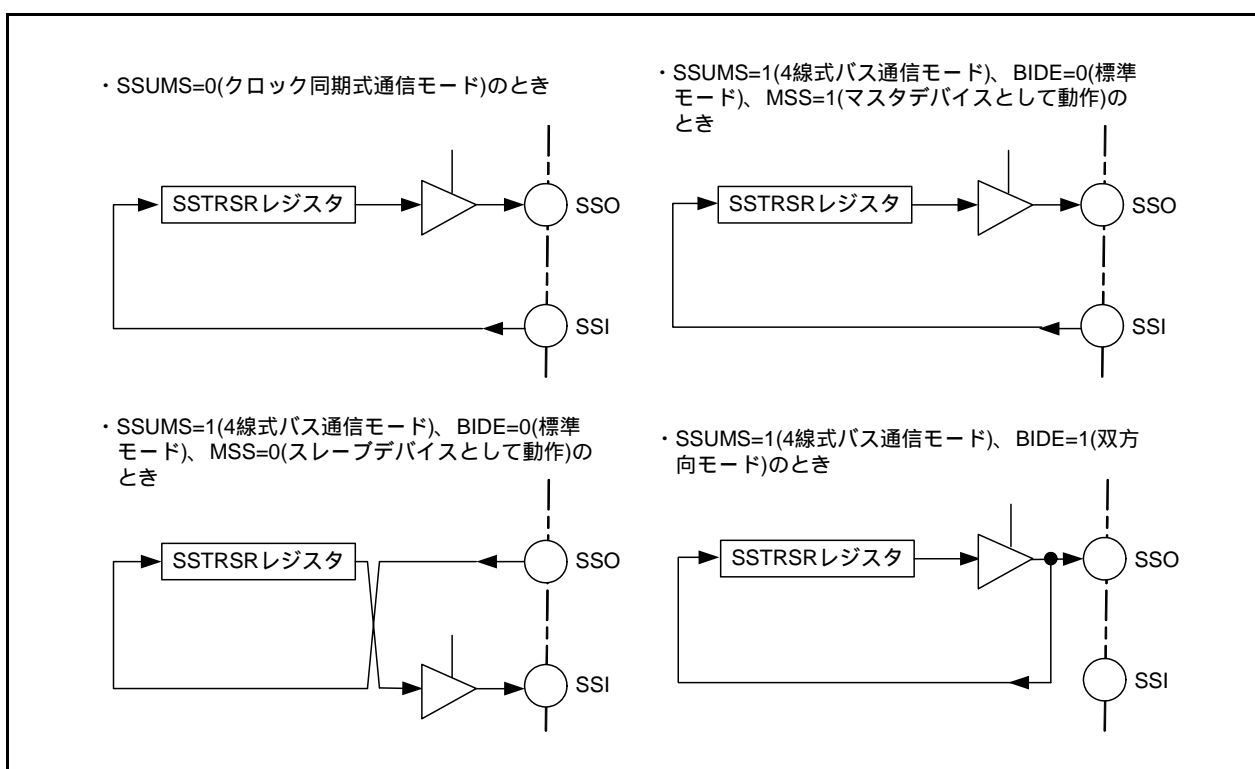 ・SSUMS=0(クロック同期式通信モード)のとき
SSTRSRレジスタ
SSO
SSI
・SSUMS=1(4線式バス通信モード)、BIDE=0(標準
モード)、MSS=1(マスタデバイスとして動作)の
とき
SSTRSRレジスタ
SSO
SSI
・SSUMS=1(4線式バス通信モード)、BIDE=0(標準
モード)、MSS=0(スレーブデバイスとして動作)の
とき
SSTRSRレジスタ
SSO
SSI
・SSUMS=1(4線式バス通信モード)、BIDE=1(双方
向モード)のとき
SSTRSRレジスタ
SSO
SSI